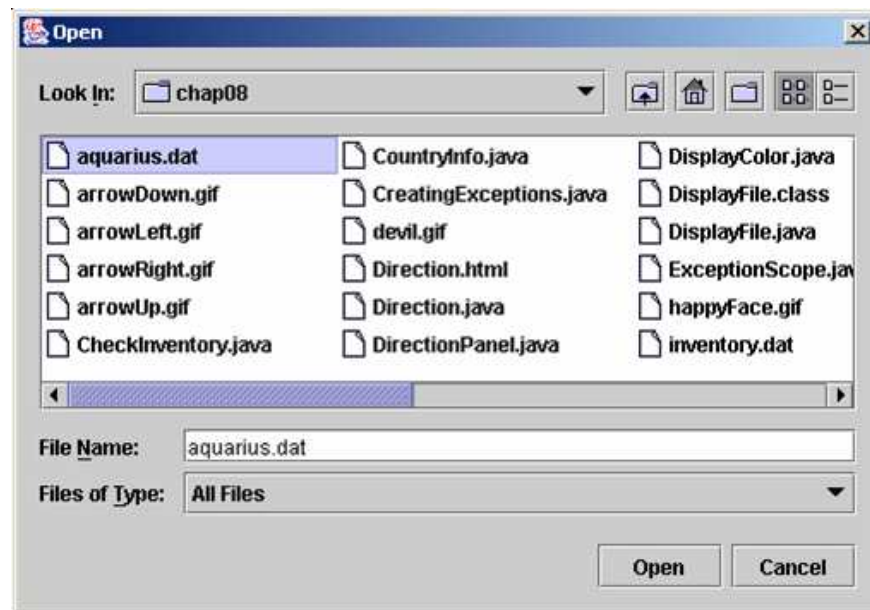 Open
Look In: chap08
aquarius.dat CountryInfo.java DisplayColor.java
arrowDown.gif CreatingExceptions.java DisplayFile.class
arrowLeft.gif devil.gif DisplayFile.java
arrowRight.gif Direction.html ExceptionScope.jav
arrowUp.gif Direction.java happyFace.gif
CheckInventory.java DirectionPanel.java inventory.dat
File Name: aquarius.dat
Files of Type: All Files
Open Cancel